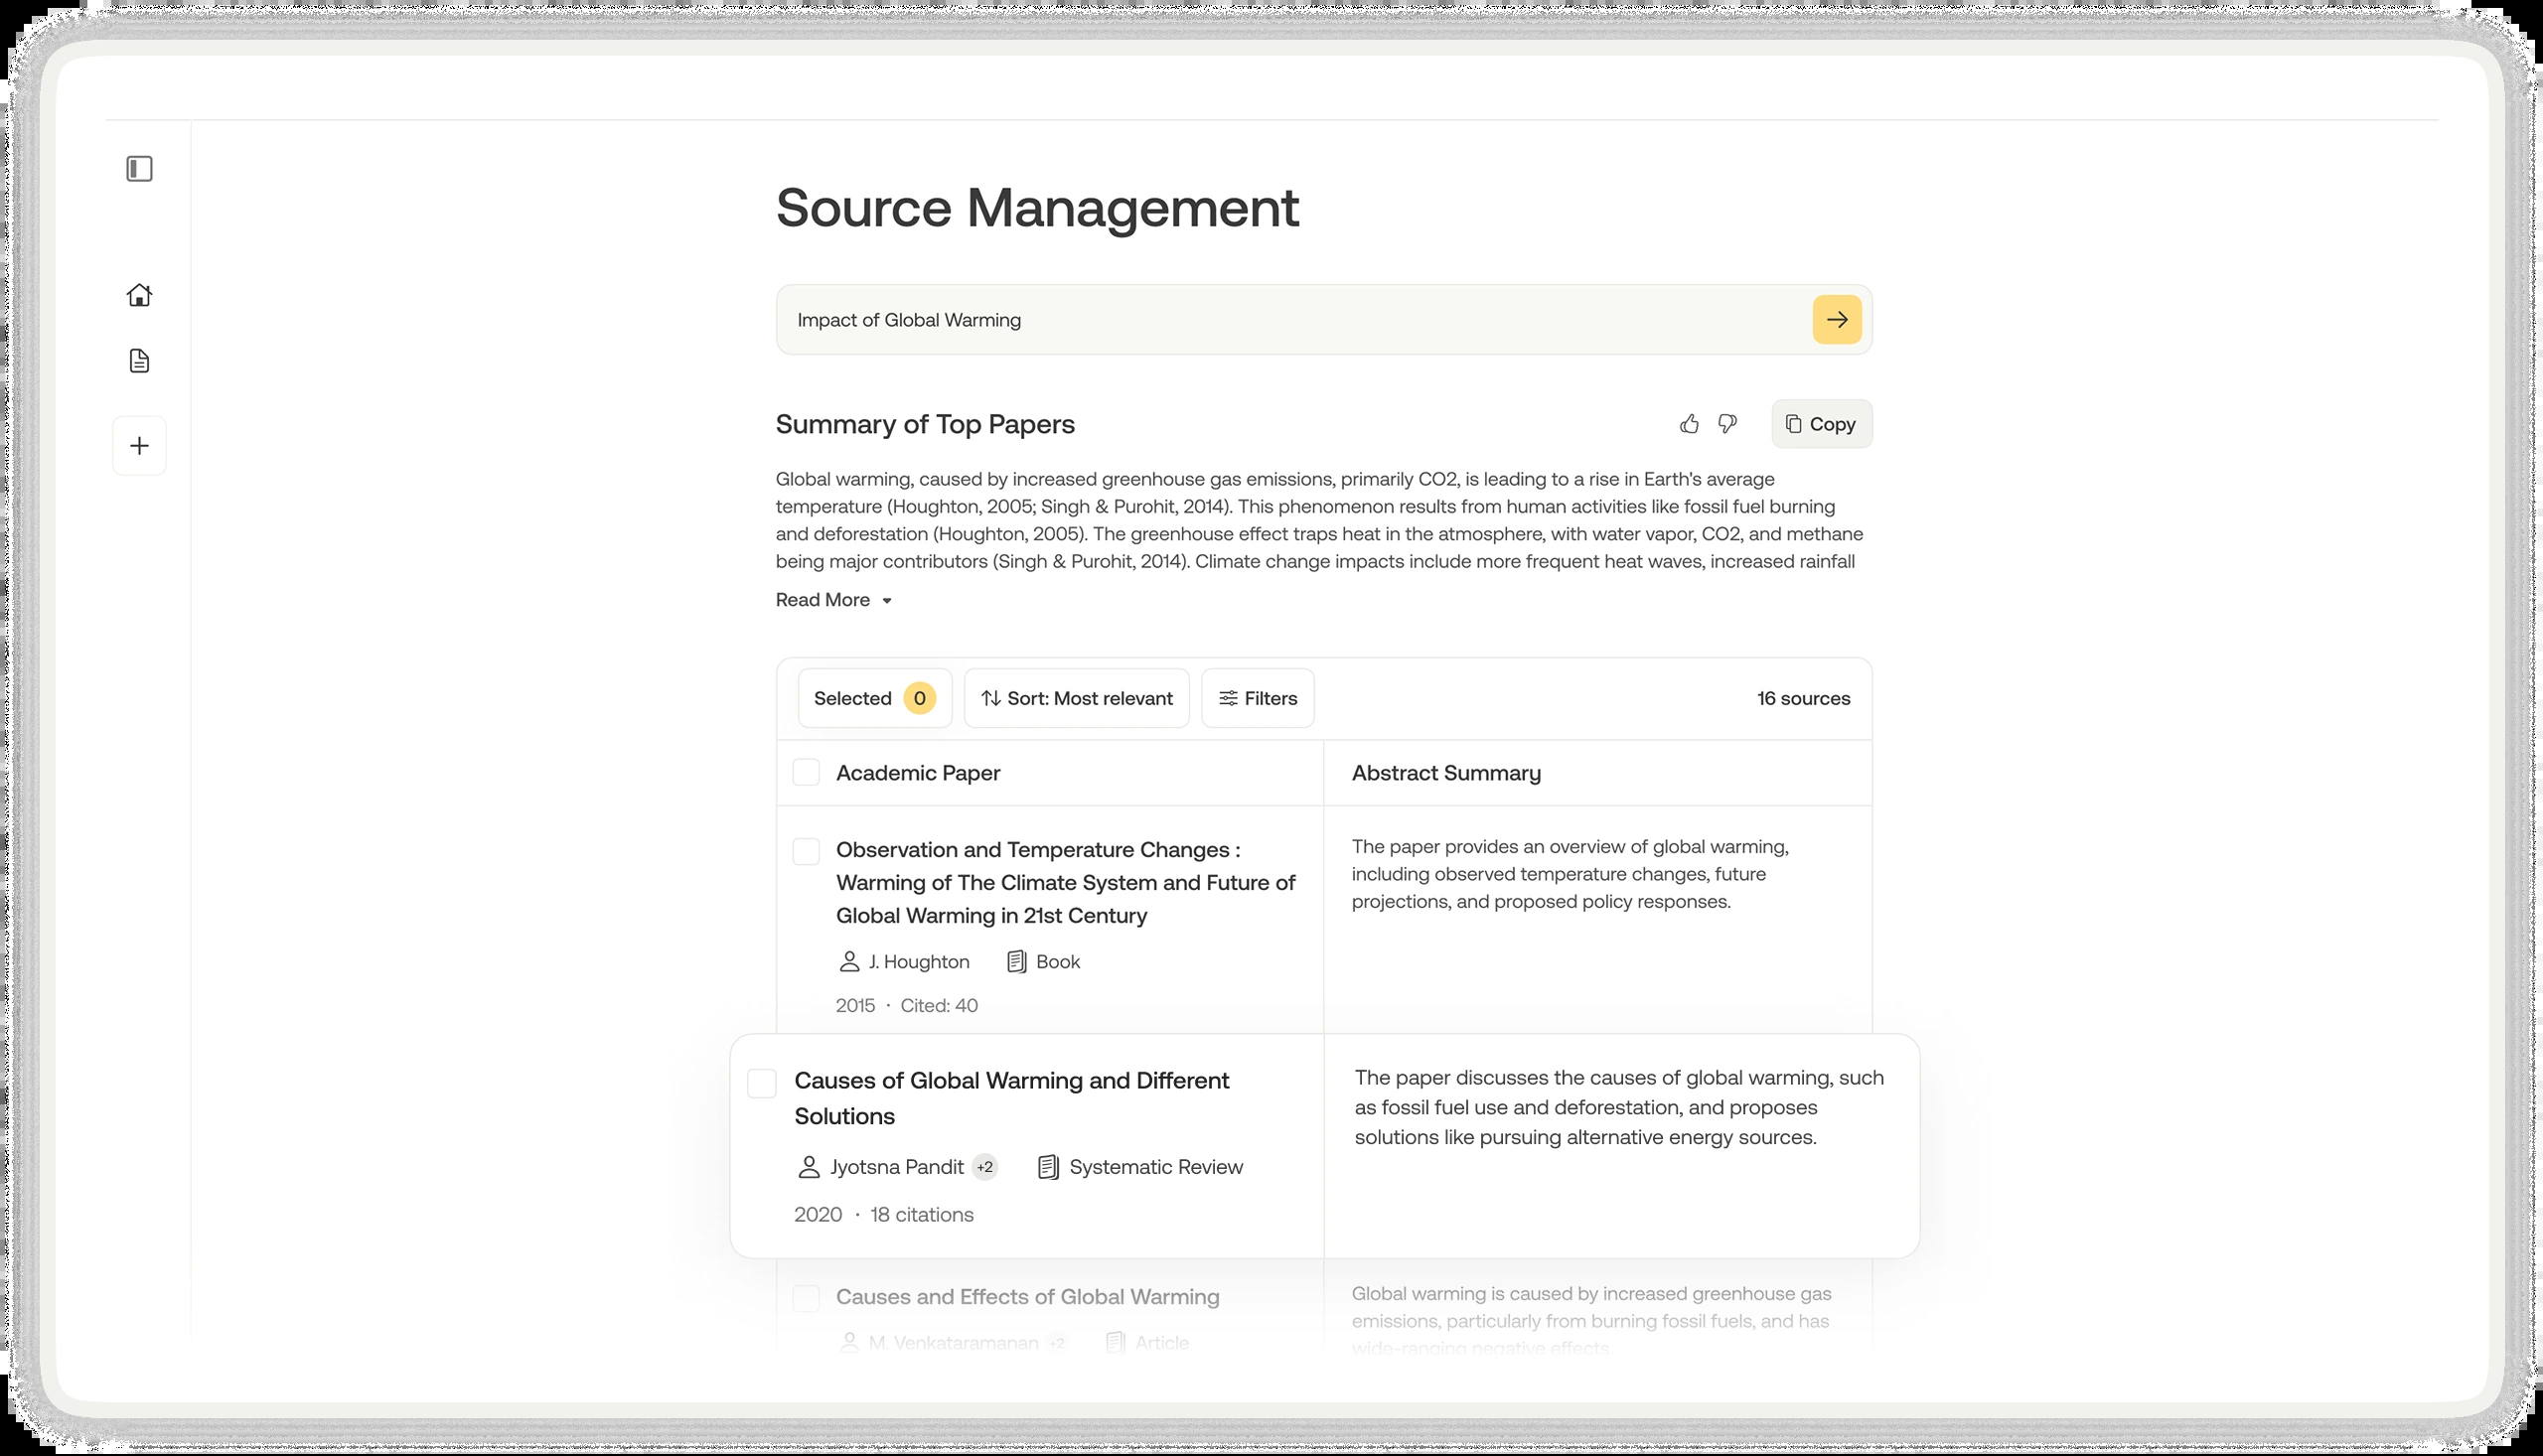 Source Management
Impact of Global Warming
Summary of Top Papers
Copy
Global warming, caused by increased greenhouse gas emissions, primarily CO2, is leading to a rise in Earth's average
temperature (Houghton, 2005; Singh & Purohit, 2014). This phenomenon results from human activities like fossil fuel burning
and deforestation (Houghton, 2005). The greenhouse effect traps heat in the atmosphere, with water vapor, CO2, and methane
being major contributors (Singh & Purohit, 2014). Climate change impacts include more frequent heat waves, increased rainfall
Read More
Selected 0 Sort: Most relevant Filters 16 sources
Academic Paper
Abstract Summary
Observation and Temperature Changes :
Warming of The Climate System and Future of
Global Warming in 21st Century
J. Houghton Book
2015 · Cited: 40
The paper provides an overview of global warming,
including observed temperature changes, future
projections, and proposed policy responses.
Causes of Global Warming and Different
Solutions
Jyotsna Pandit +2 Systematic Review
2020 · 18 citations
The paper discusses the causes of global warming, such
as fossil fuel use and deforestation, and proposes
solutions like pursuing alternative energy sources.
Causes and Effects of Global Warming
M. Venkataramanan +2 Article
Global warming is caused by increased greenhouse gas
emissions, particularly from burning fossil fuels, and has
wide-ranging negative effects.